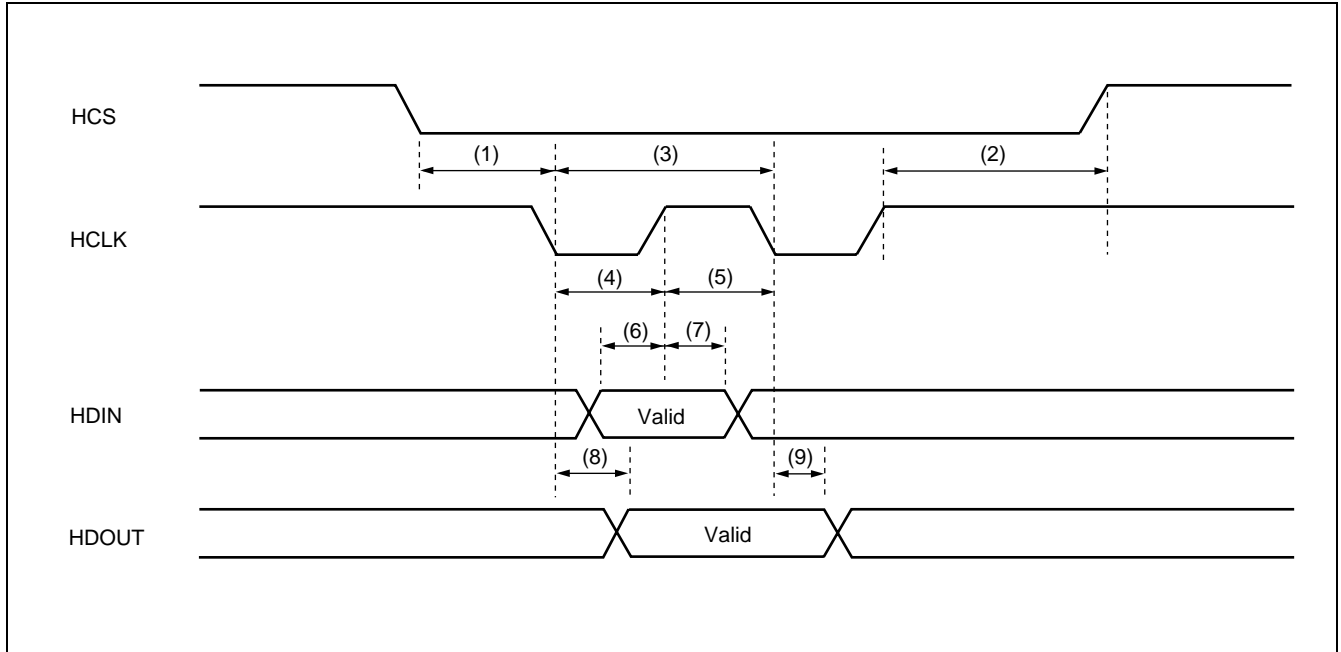 HCS
(1) (3) (2)
HCLK
(4) (5)
(6) (7)
HDIN
Valid
(8) (9)
HDOUT
Valid